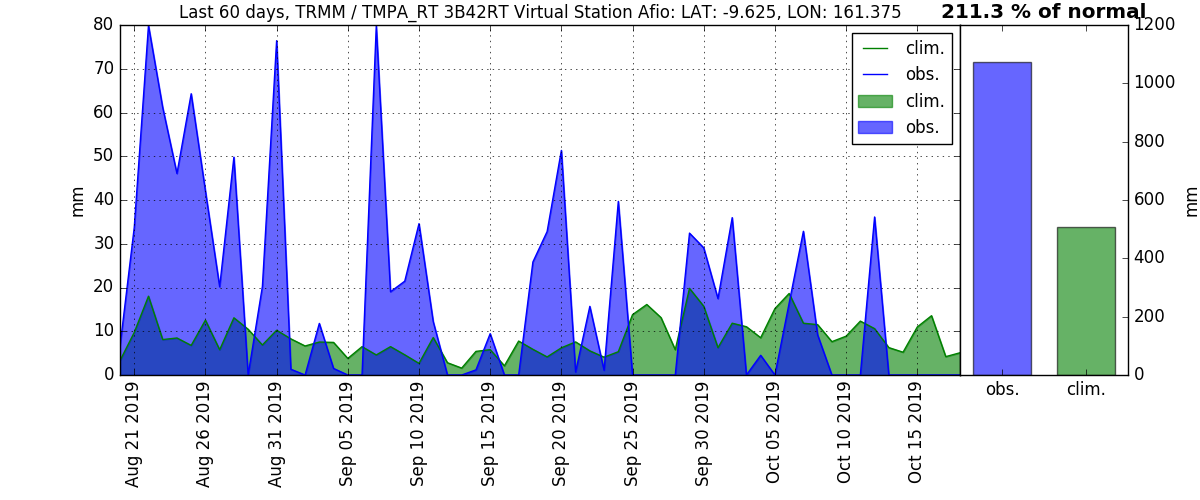 Last 60 days, TRMM / TMPA_RT 3B42RT Virtual Station Afio: LAT: -9.625, LON: 161.375
211.3 % of normal
80
70
60
50
40
30
20
10
0
mm
clim.
obs.
clim.
obs.
Aug 21 2019
Aug 26 2019
Aug 31 2019
Sep 05 2019
Sep 10 2019
Sep 15 2019
Sep 20 2019
Sep 25 2019
Sep 30 2019
Oct 05 2019
Oct 10 2019
Oct 15 2019
1200
1000
800
600
400
200
0
mm
obs.
clim.